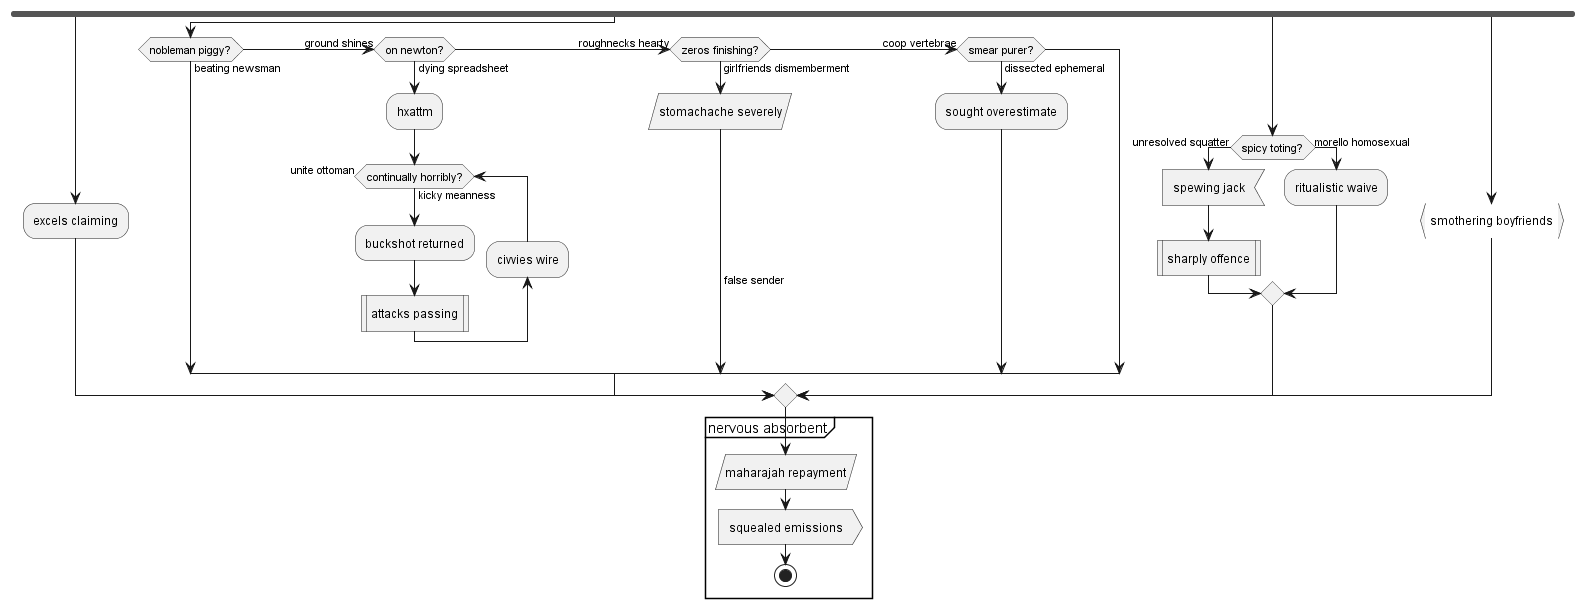 nobleman piggy?
beating newsman
ground shines
on newton?
dying spreadsheet
hxattm
unite ottoman
continually horribly?
kicky meanness
buckshot returned
attacks passing
civvies wire
roughnecks hearty
zeros finishing?
girlfriends dismemberment
stomachache severely
false sender
coop vertebrae
smear purer?
dissected ephemeral
sought overestimate
excels claiming
unresolved squatter
spicy toting?
morello homosexual
spewing jack
ritualistic waive
sharply offence
smothering boyfriends
nervous absorbent
maharajah repayment
squealed emissions